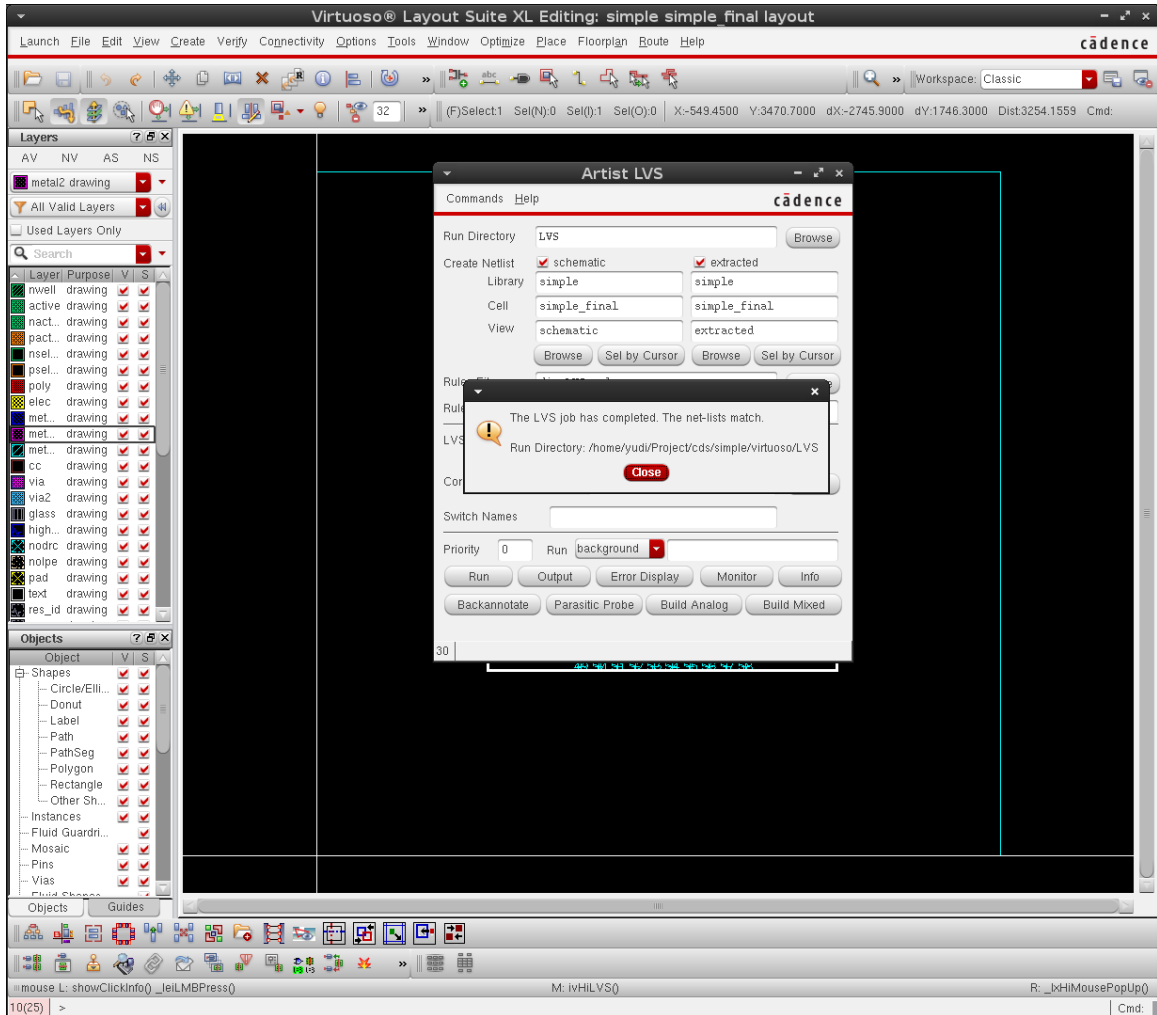 Virtuoso® Layout Suite XL Editing: simple simple_final layout
Launch File Edit View Create Verify Connectivity Options Tools Window Optimize Place Floorplan Route Help
cādence
Workspace: Classic
32 (F)Select:1 Sel(N):0 Sel(I):1 Sel(O):0 X:-549.4500 Y:3470.7000 dX:-2745.9000 dY:1746.3000 Dist:3254.1559 Cmd:
Layers
AV NV AS NS
metal2 drawing
All Valid Layers
Used Layers Only
Search
Layer Purpose V S
nwell drawing
active drawing
nact... drawing
pact... drawing
nsel... drawing
psel... drawing
poly drawing
elec drawing
met... drawing
met... drawing
met... drawing
cc drawing
via drawing
via2 drawing
glass drawing
high... drawing
nodrc drawing
nolpe drawing
pad drawing
text drawing
res_id drawing
Objects
Object V S
Shapes
Circle/Elli...
Donut
Label
Path
PathSeg
Polygon
Rectangle
Other Sh...
Instances
Fluid Guardri...
Mosaic
Pins
Vias
Objects Guides
Artist LVS
Commands Help
cādence
Run Directory LVS Browse
Create Netlist schematic extracted
Library simple simple
Cell simple_final simple_final
View schematic extracted
Browse Sel by Cursor Browse Sel by Cursor
The LVS job has completed. The net-lists match.
Run Directory: /home/yudi/Project/cds/simple/virtuoso/LVS
Close
Switch Names
Priority 0 Run background
Run Output Error Display Monitor Info
Backannotate Parasitic Probe Build Analog Build Mixed
30
mouse L: showClickInfo() _leiLMBPress() M: ivHiLVS() R: _lxHiMousePopUp()
10(25) > Cmd: